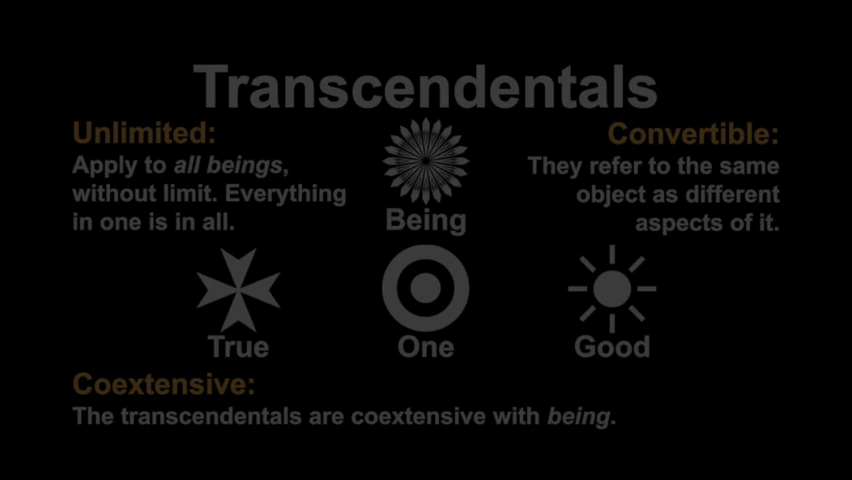 Transcendentals
Unlimited:
Apply to all beings,
without limit. Everything
in one is in all.
Being
Convertible:
They refer to the same
object as different
aspects of it.
True
One
Good
Coextensive:
The transcendentals are coextensive with being.